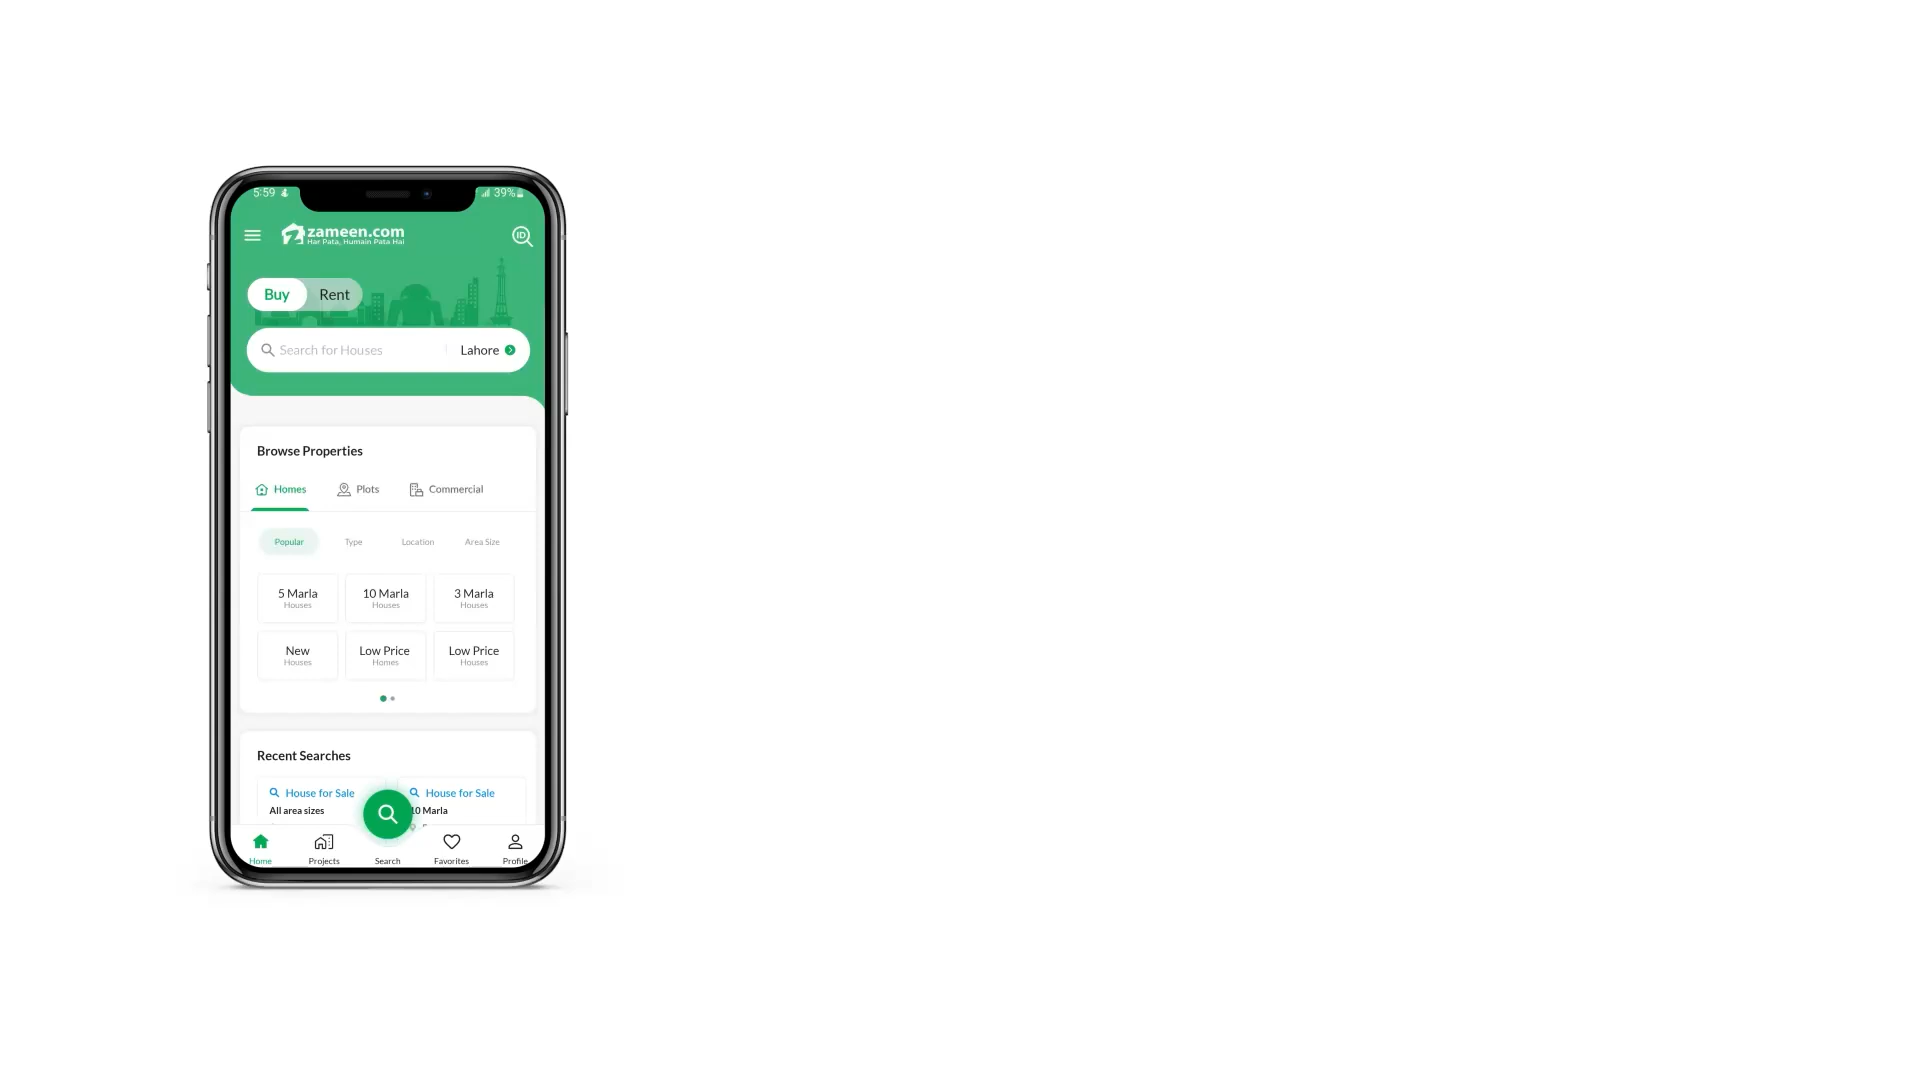 5:59
39%
zameen.com
Har Pata, Humain Pata Hai
ID
Buy Rent
Search for Houses Lahore
Browse Properties
Homes Plots Commercial
Popular Type Location Area Size
5 Marla 10 Marla 3 Marla
Houses Houses Houses
New Low Price Low Price
Houses Homes Houses
Recent Searches
House for Sale House for Sale
All area sizes 10 Marla
Home Projects Search Favorites Profile